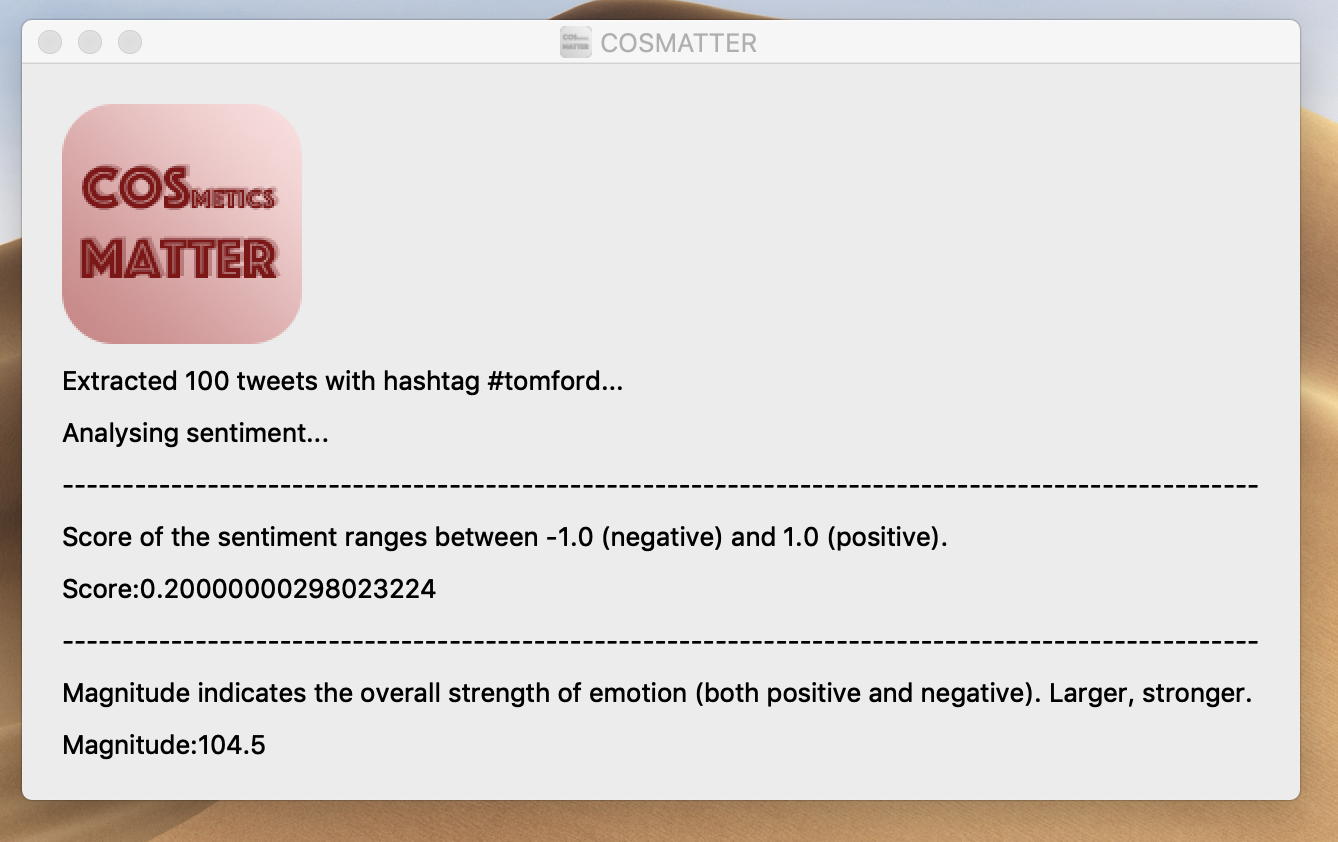 COSMATTER
COSMETICS
MATTER
Extracted 100 tweets with hashtag #tomford...
Analysing sentiment...
----------------------------------------------------------------------------------------------------
Score of the sentiment ranges between -1.0 (negative) and 1.0 (positive).
Score:0.20000000298023224
----------------------------------------------------------------------------------------------------
Magnitude indicates the overall strength of emotion (both positive and negative). Larger, stronger.
Magnitude:104.5